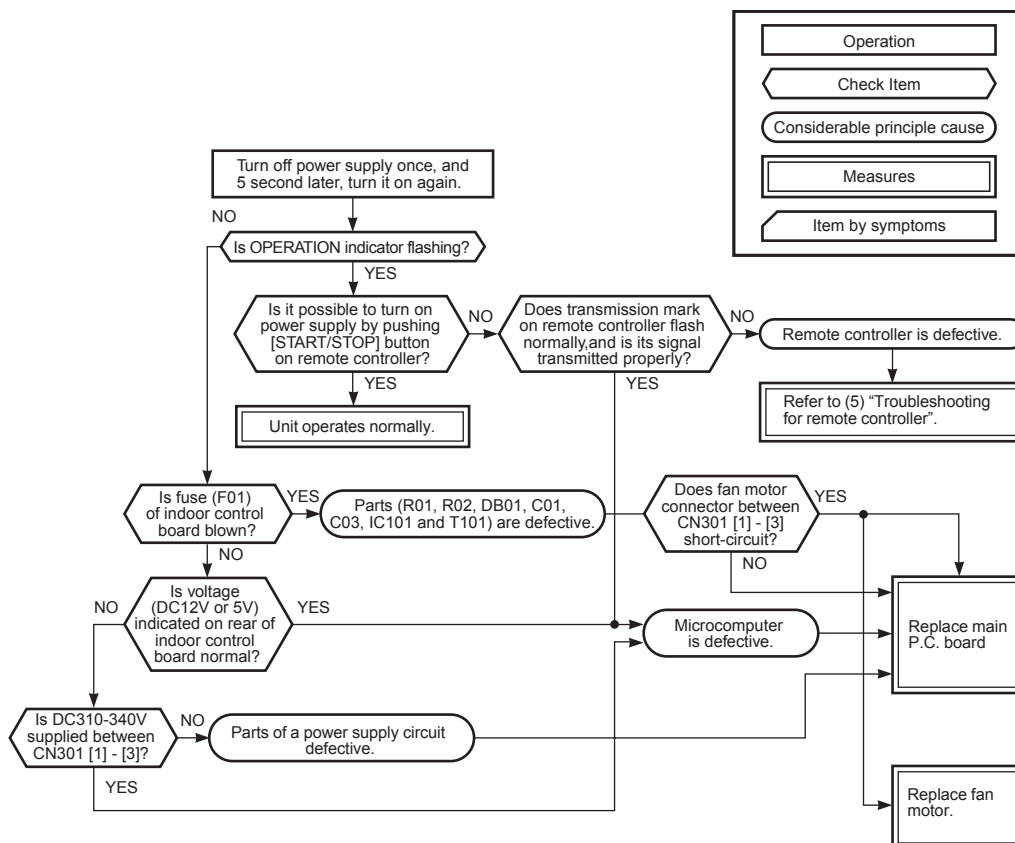 Operation
Check Item
Considerable principle cause
Measures
Item by symptoms
Turn off power supply once, and
5 second later, turn it on again.
NO
Is OPERATION indicator flashing?
YES
Is it possible to turn on
power supply by pushing
[START/STOP] button
on remote controller?
NO
Does transmission mark
on remote controller flash
normally,and is its signal
transmitted properly?
NO
Remote controller is defective.
YES
YES
Refer to (5) “Troubleshooting
for remote controller”.
Unit operates normally.
Is fuse (F01)
of indoor control
board blown?
YES
Parts (R01, R02, DB01, C01,
C03, IC101 and T101) are defective.
Does fan motor
connector between
CN301 [1] - [3]
short-circuit?
YES
NO
NO
Is voltage
(DC12V or 5V)
indicated on rear of
indoor control
board normal?
NO
YES
Microcomputer
is defective.
Replace main
P.C. board
Is DC310-340V
supplied between
CN301 [1] - [3]?
NO
Parts of a power supply circuit
defective.
YES
Replace fan
motor.